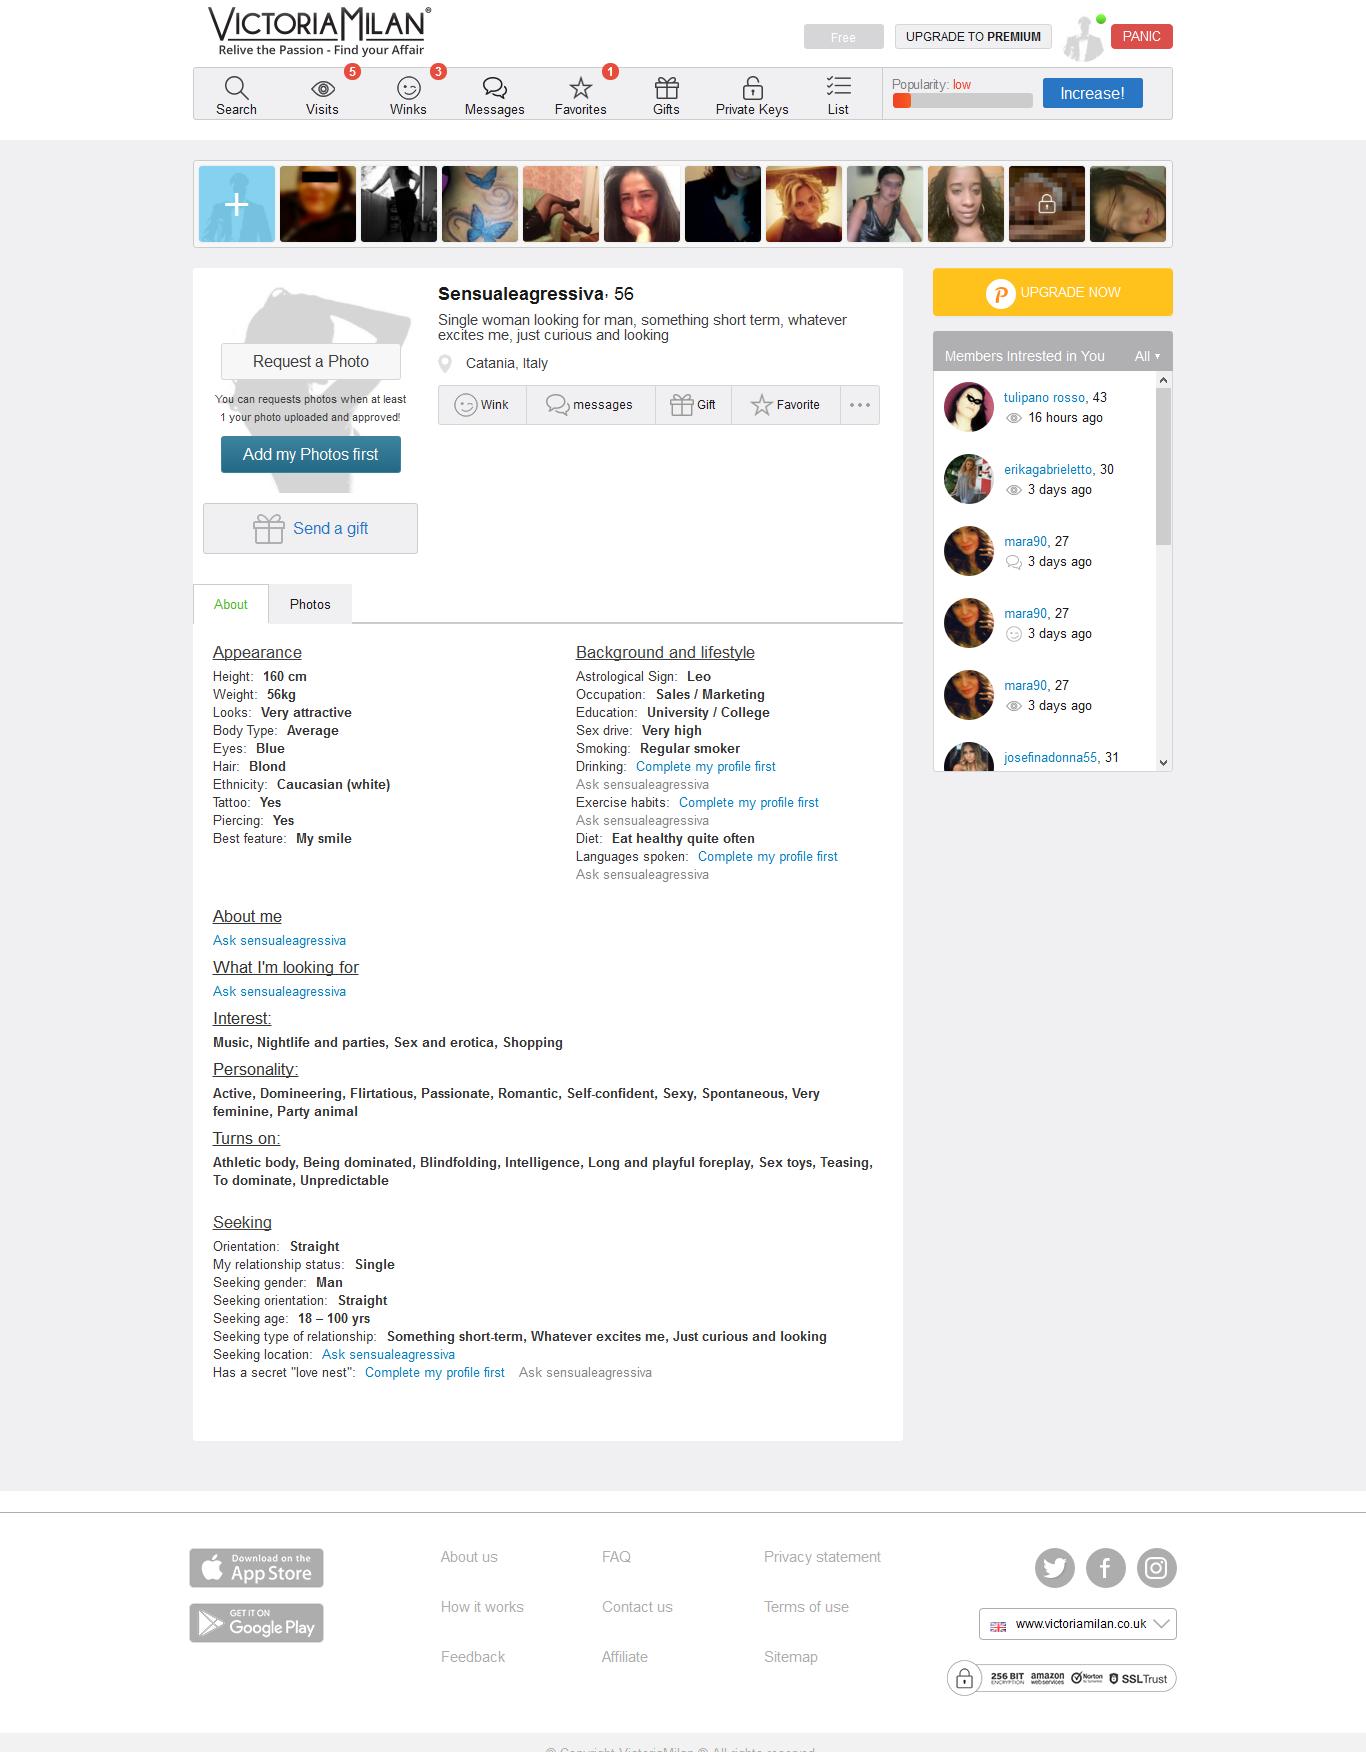 VICTORIAMILAN®
Relive the Passion - Find your Affair
Free
UPGRADE TO PREMIUM
PANIC
5
3
1
Search
Visits
Winks
Messages
Favorites
Gifts
Private Keys
List
Popularity: low
Increase!
Sensualeagressiva, 56
Single woman looking for man, something short term, whatever
excites me, just curious and looking
Catania, Italy
Wink
messages
Gift
Favorite
Request a Photo
You can requests photos when at least
1 your photo uploaded and approved!
Add my Photos first
Send a gift
UPGRADE NOW
Members Intrested in You
All
tulipano rosso, 43
16 hours ago
erikagabrieletto, 30
3 days ago
mara90, 27
3 days ago
mara90, 27
3 days ago
mara90, 27
3 days ago
josefinadonna55, 31
About
Photos
Appearance
Height: 160 cm
Weight: 56kg
Looks: Very attractive
Body Type: Average
Eyes: Blue
Hair: Blond
Ethnicity: Caucasian (white)
Tattoo: Yes
Piercing: Yes
Best feature: My smile
Background and lifestyle
Astrological Sign: Leo
Occupation: Sales / Marketing
Education: University / College
Sex drive: Very high
Smoking: Regular smoker
Drinking: Complete my profile first
Ask sensualeagressiva
Exercise habits: Complete my profile first
Ask sensualeagressiva
Diet: Eat healthy quite often
Languages spoken: Complete my profile first
Ask sensualeagressiva
About me
Ask sensualeagressiva
What I'm looking for
Ask sensualeagressiva
Interest:
Music, Nightlife and parties, Sex and erotica, Shopping
Personality:
Active, Domineering, Flirtatious, Passionate, Romantic, Self-confident, Sexy, Spontaneous, Very
feminine, Party animal
Turns on:
Athletic body, Being dominated, Blindfolding, Intelligence, Long and playful foreplay, Sex toys, Teasing,
To dominate, Unpredictable
Seeking
Orientation: Straight
My relationship status: Single
Seeking gender: Man
Seeking orientation: Straight
Seeking age: 18 – 100 yrs
Seeking type of relationship: Something short-term, Whatever excites me, Just curious and looking
Seeking location: Ask sensualeagressiva
Has a secret "love nest": Complete my profile first Ask sensualeagressiva
Download on the
App Store
GET IT ON
Google Play
About us
FAQ
Privacy statement
How it works
Contact us
Terms of use
Feedback
Affiliate
Sitemap
www.victoriamilan.co.uk
256 BIT
ENCRYPTION
amazon
webservices
Norton
SSLTrust
© Copyright VictoriaMilan ® All rights reserved